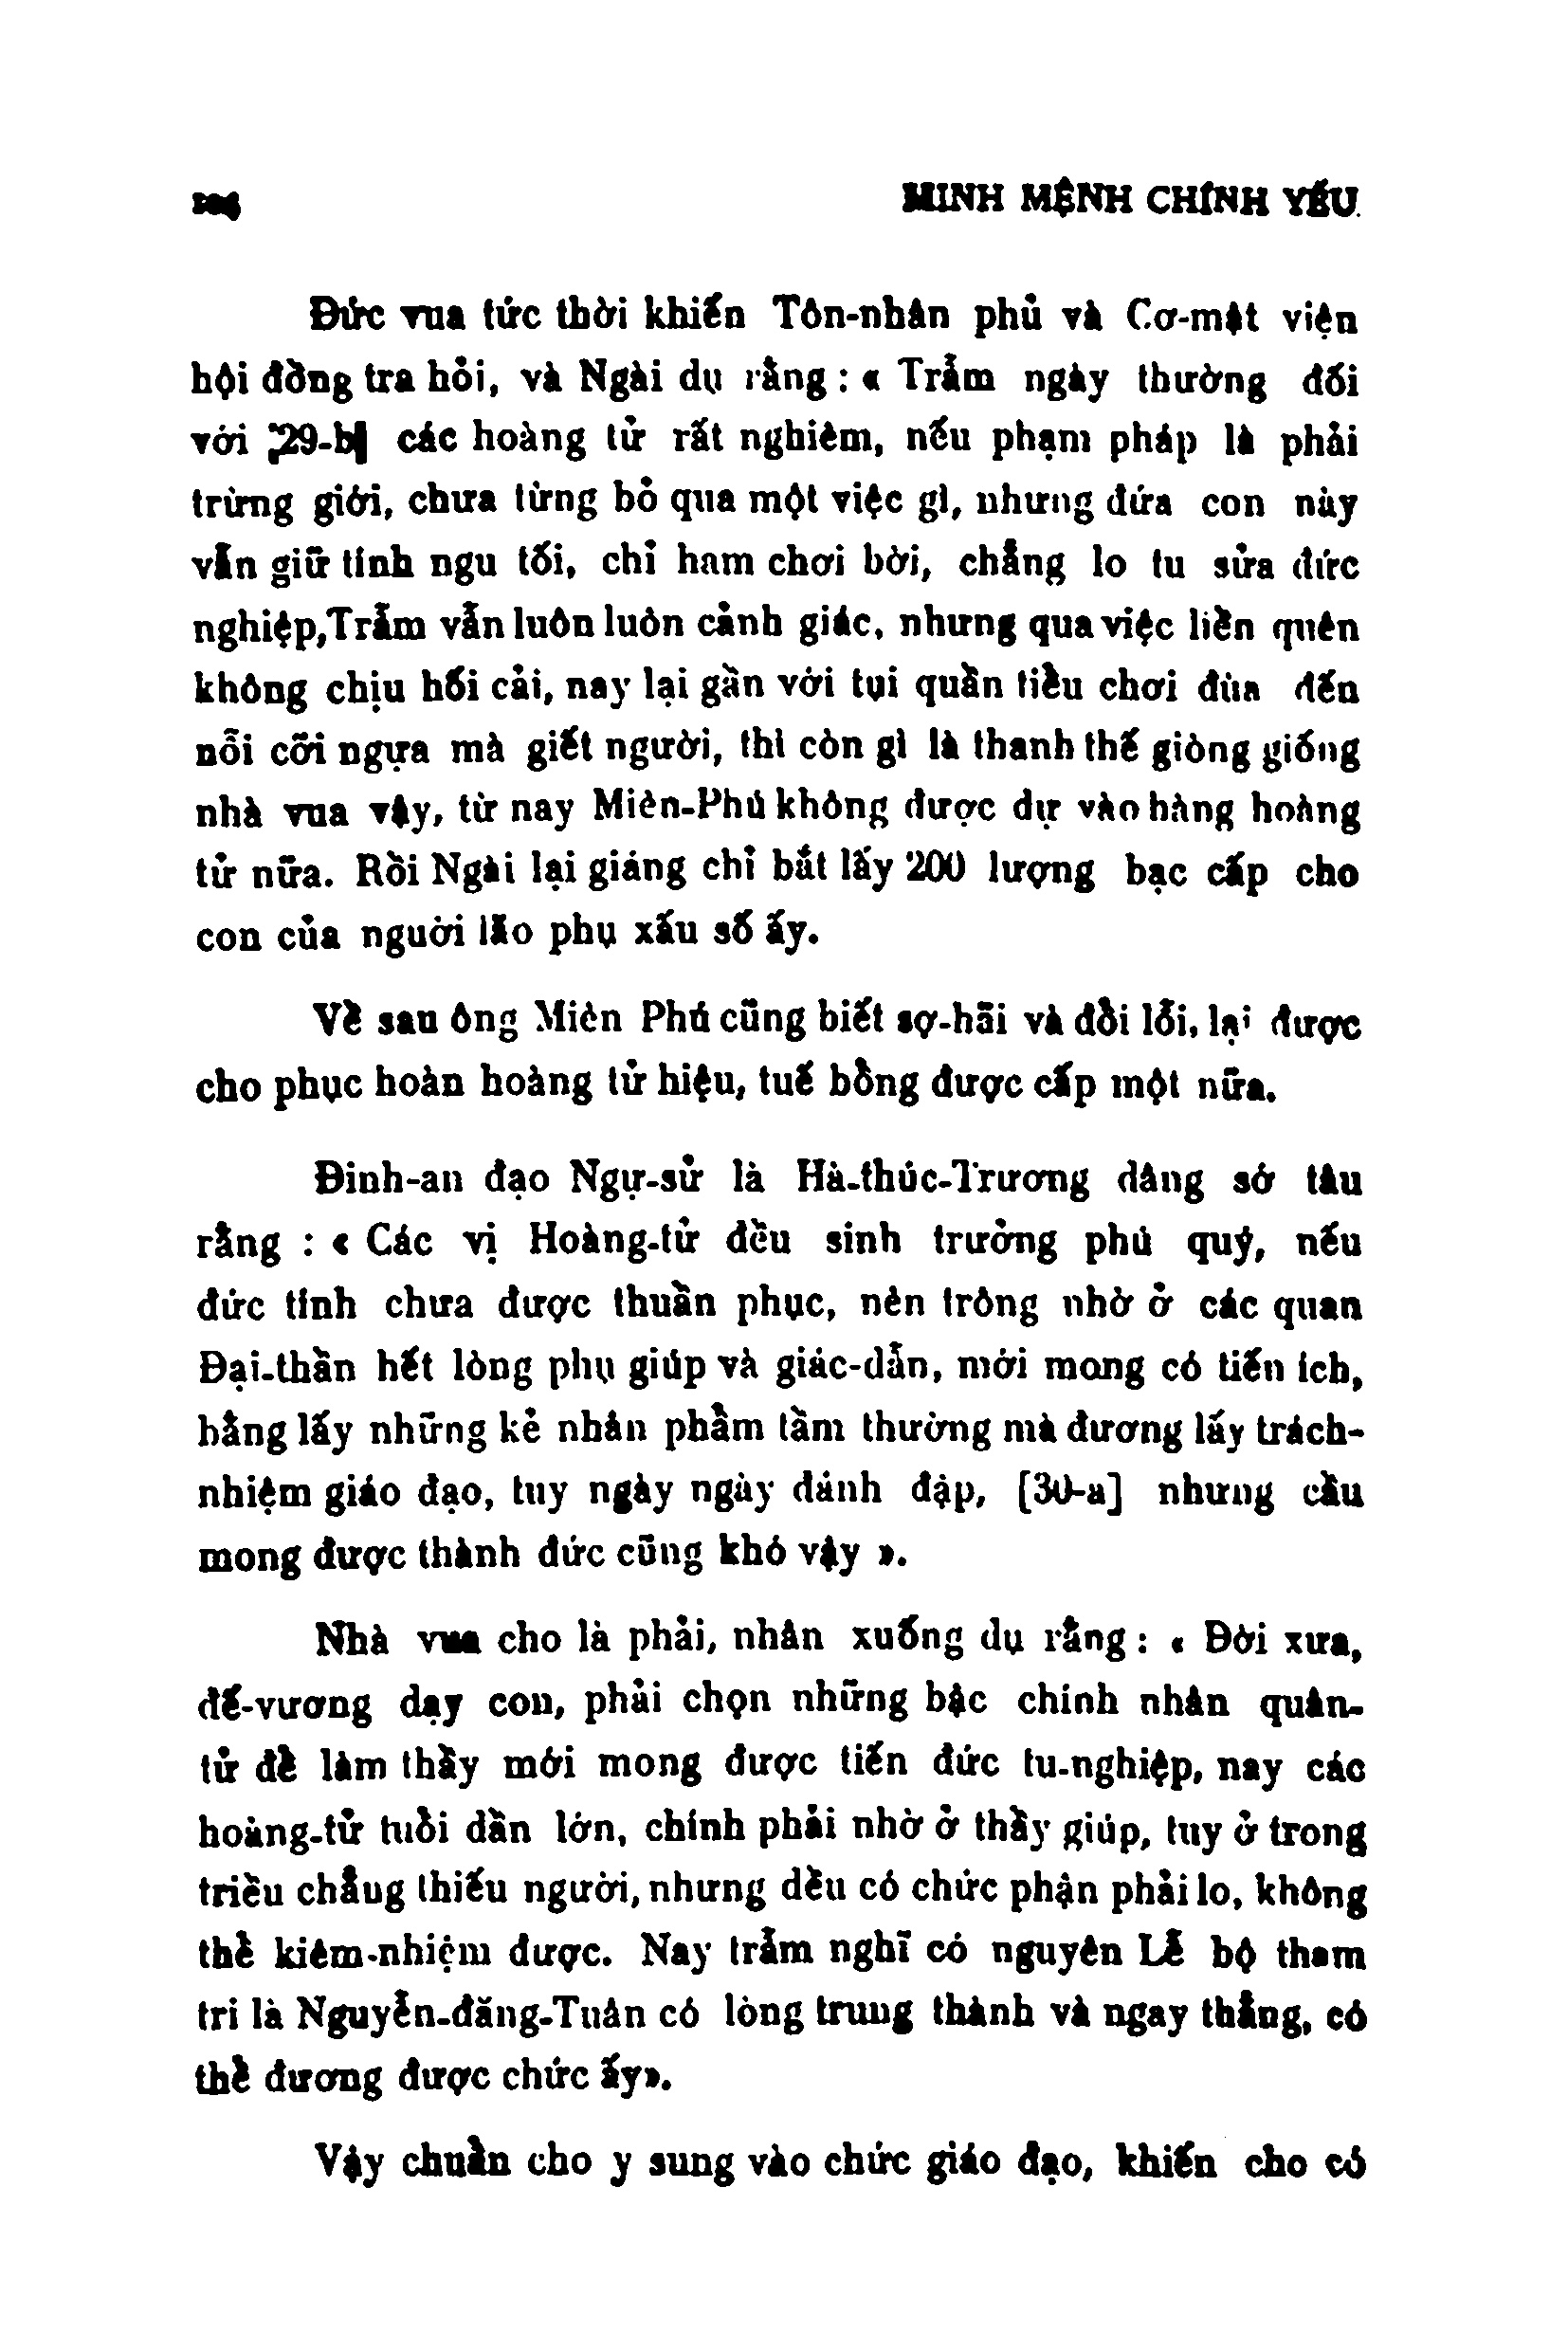 MINH MỆNH CHÍNH YẾU
Đức vua tức thời khiến Tôn-nhân phủ và Cơ-mật viện
hội đồng tra hỏi, và Ngài dụ rằng : « Trẫm ngày thường đối
với [29-b] các hoàng tử rất nghiêm, nếu phạm pháp là phải
trừng giới, chưa từng bỏ qua một việc gì, nhưng đứa con này
vẫn giữ tính ngu tối, chỉ ham chơi bời, chẳng lo tu sửa đức
nghiệp,Trẫm vẫn luôn luôn cảnh giác, nhưng qua việc liền quên
không chịu hối cải, nay lại gần với tụi quần tiểu chơi đùa đến
nỗi cỡi ngựa mà giết người, thì còn gì là thanh thế giòng giống
nhà vua vậy, từ nay Miên-Phú không được dự vào hàng hoàng
tử nữa. Rồi Ngài lại giáng chỉ bắt lấy 200 lượng bạc cấp cho
con của nguời lão phụ xấu số ấy.
Về sau ông Miên Phú cũng biết sợ-hãi và đổi lỗi, lại được
cho phục hoàn hoàng tử hiệu, tuế bổng được cấp một nữa.
Đinh-an đạo Ngự-sử là Hà-thúc-Trương dâng sớ tâu
rằng : « Các vị Hoàng-tử đều sinh trưởng phú quý, nếu
đức tính chưa được thuần phục, nên trông nhờ ở các quan
Đại-thần hết lòng phụ giúp và giác-dẫn, mới mong có tiến ích,
bằng lấy những kẻ nhân phẩm tầm thường mà đương lấy trách-
nhiệm giáo đạo, tuy ngày ngày đánh đập, [30-a] nhưng cầu
mong được thành đức cũng khó vậy ».
Nhà vua cho là phải, nhân xuống dụ rằng : « Đời xưa,
đế-vương dạy con, phải chọn những bậc chính nhân quân-
tử để làm thầy mới mong được tiến đức tu-nghiệp, nay các
hoàng-tử tuổi dần lớn, chính phải nhờ ở thầy giúp, tuy ở trong
triều chẳng thiếu người, nhưng đều có chức phận phải lo, không
thể kiêm-nhiệm được. Nay trẫm nghĩ có nguyên Lễ bộ tham
tri là Nguyễn-đăng-Tuân có lòng trung thành và ngay thẳng, có
thể đương được chức ấy».
Vậy chuẩn cho y sung vào chức giáo đạo, khiến cho có